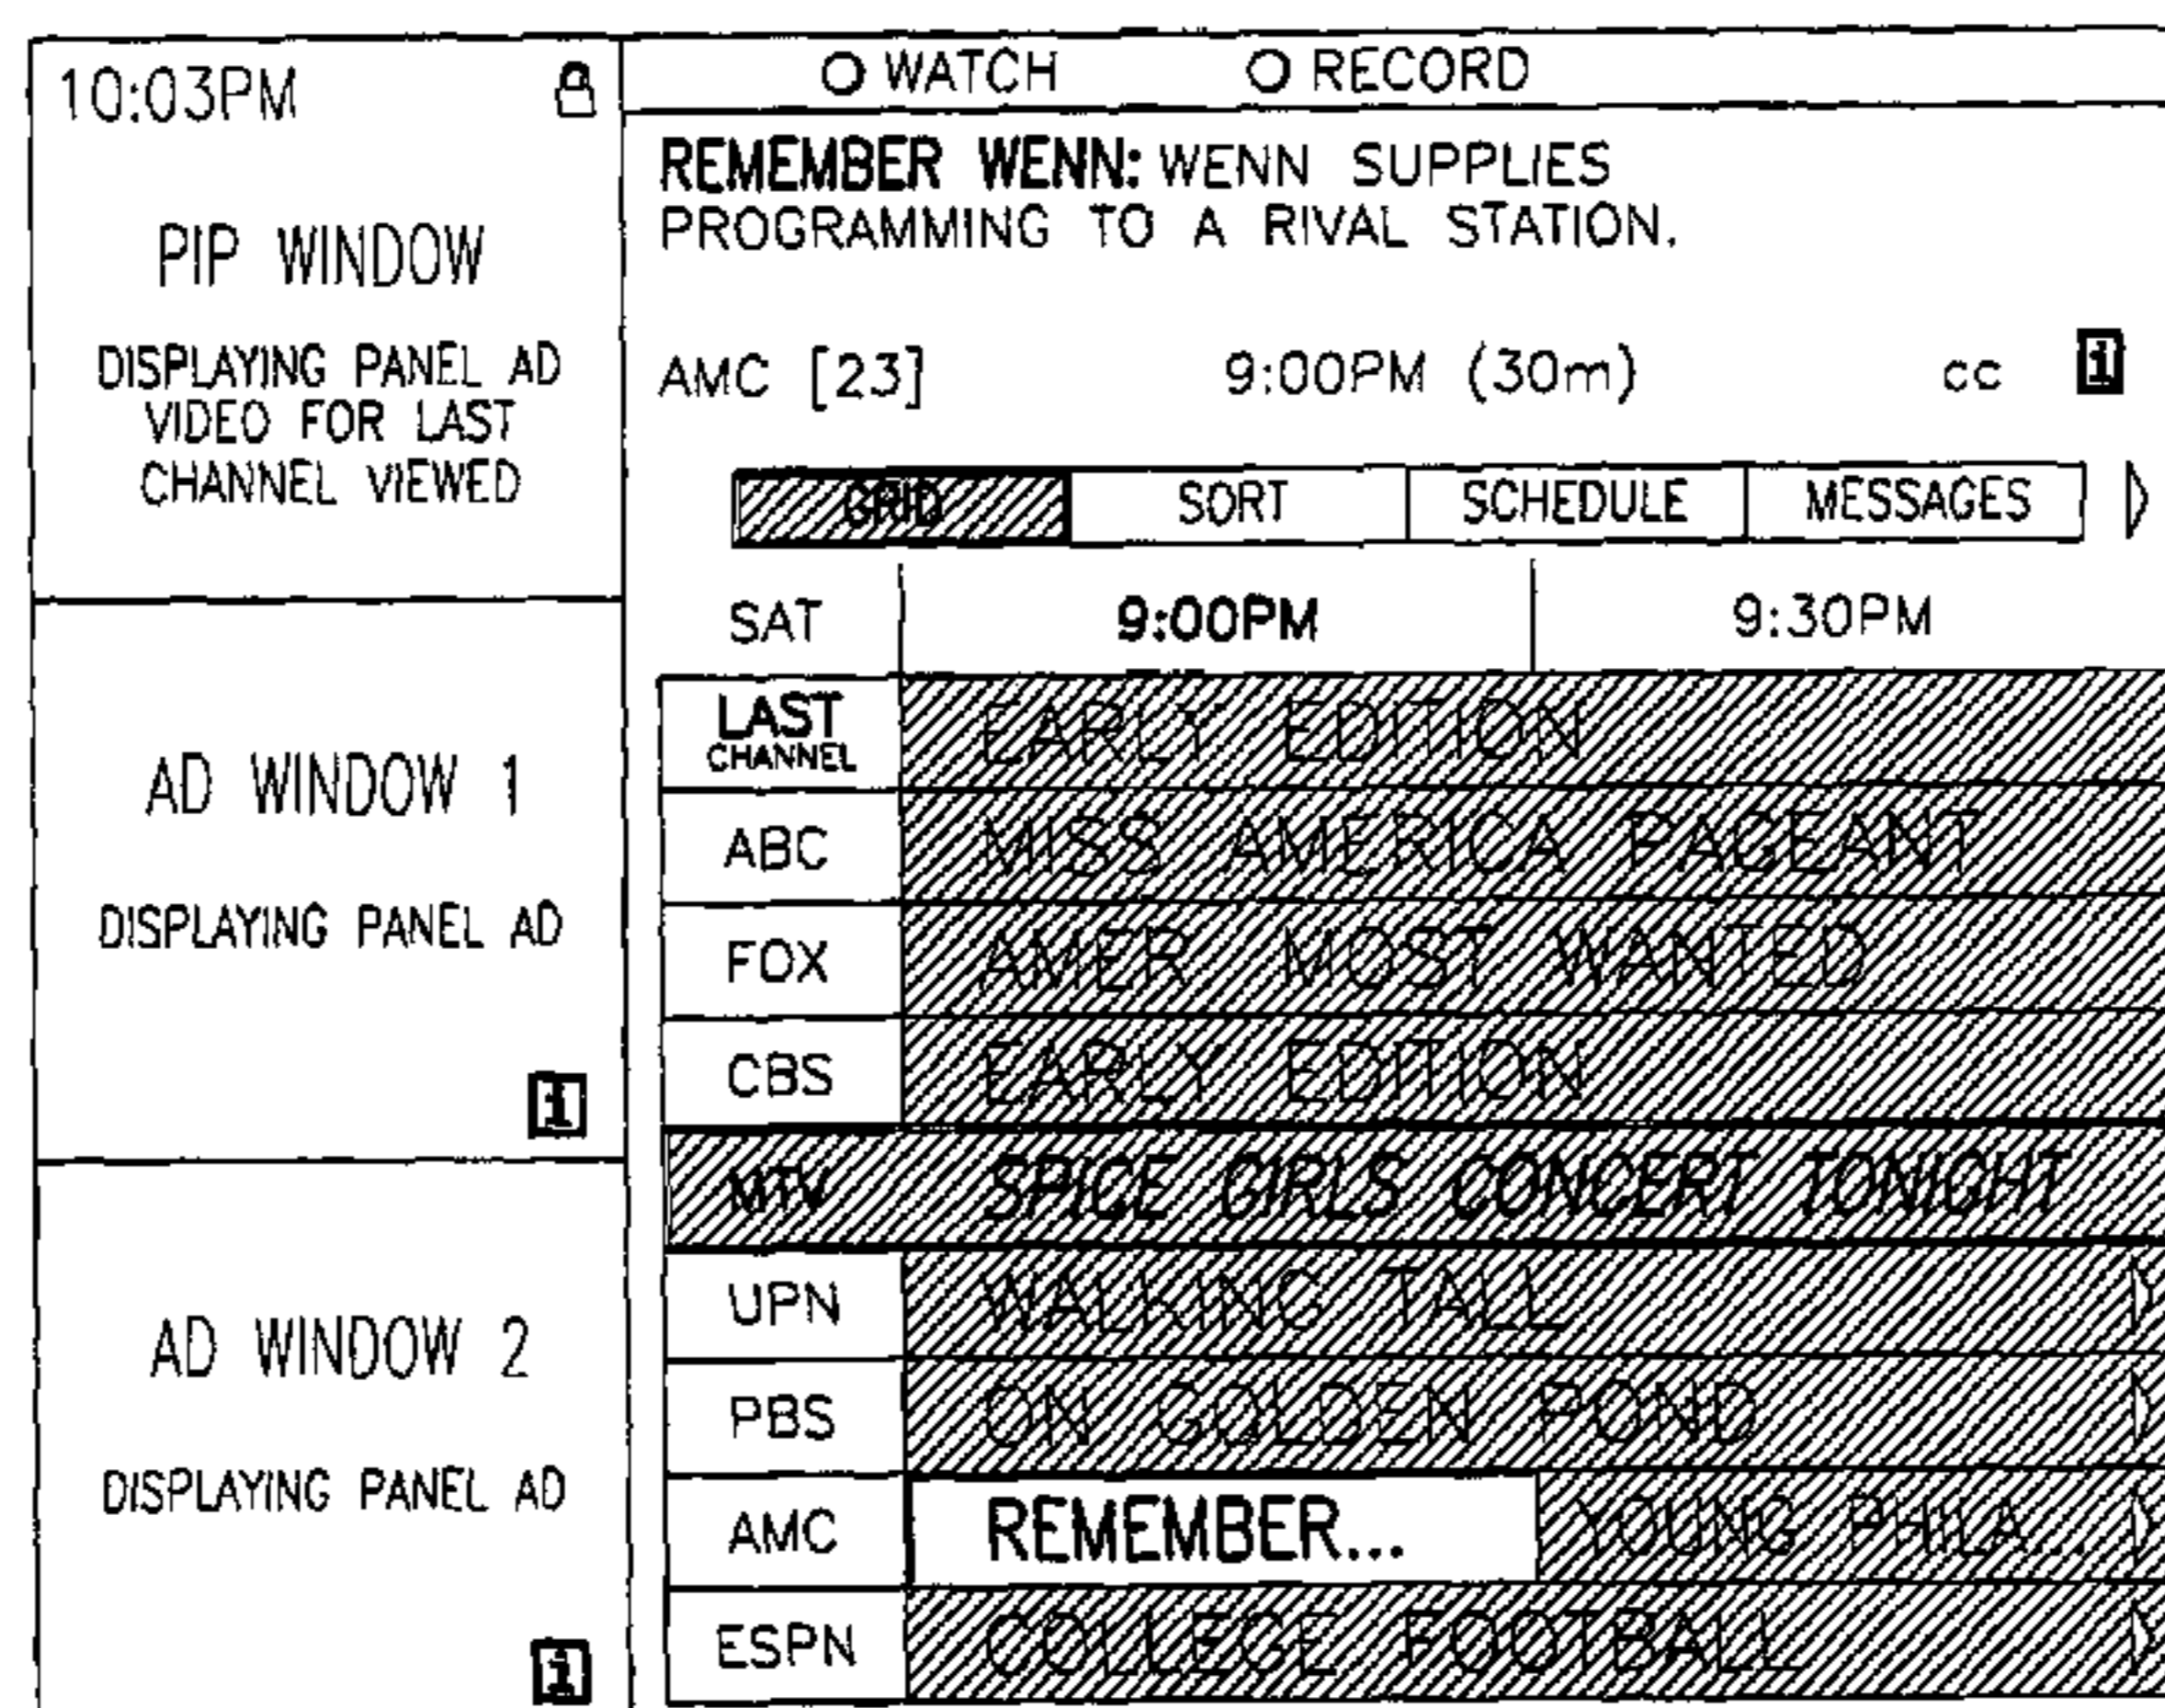 10:03PM
PIP WINDOW
DISPLAYING PANEL AD
VIDEO FOR LAST
CHANNEL VIEWED
AD WINDOW 1
DISPLAYING PANEL AD
i
AD WINDOW 2
DISPLAYING PANEL AD
i
WATCH RECORD
REMEMBER WENN: WENN SUPPLIES
PROGRAMMING TO A RIVAL STATION.
AMC [23] 9:00PM (30m) cc i
GRID SORT SCHEDULE MESSAGES
SAT 9:00PM 9:30PM
LAST
CHANNEL EARLY EDITION
ABC MISS AMERICA PAGEANT
FOX AMER MOST WANTED
CBS EARLY EDITION
MTV SPICE GIRLS CONCERT TONIGHT
UPN WALKING TALL
PBS ON GOLDEN POND
AMC REMEMBER... YOUNG PHILA...
ESPN COLLEGE FOOTBALL